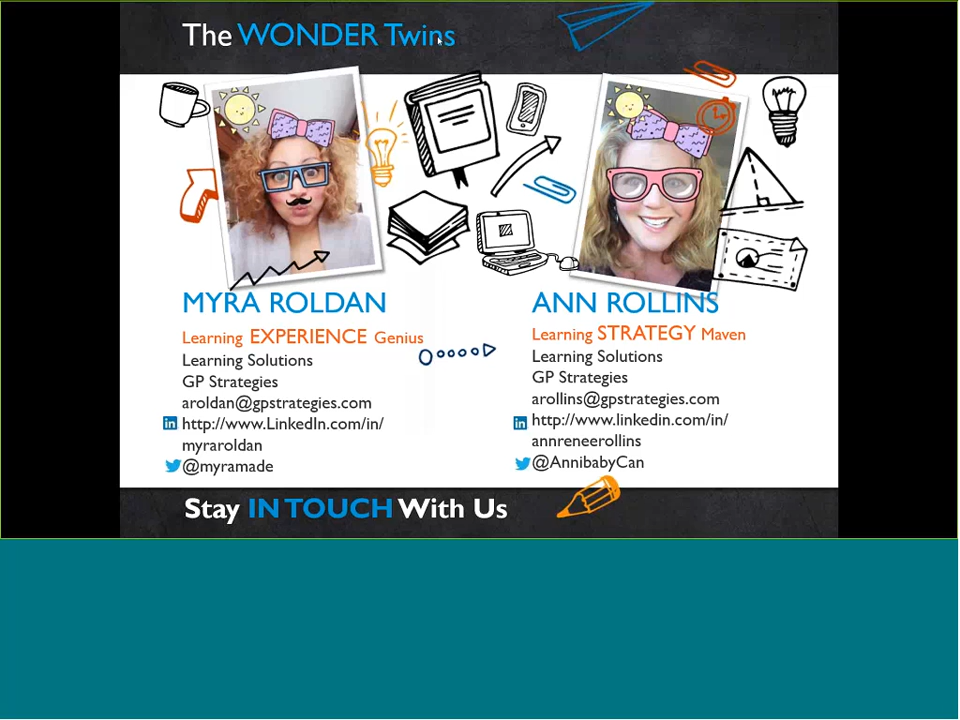 The WONDER Twins
MYRA ROLDAN
Learning EXPERIENCE Genius
Learning Solutions
GP Strategies
aroldan@gpstrategies.com
in http://www.LinkedIn.com/in/
myraroldan
@myramade
ANN ROLLINS
Learning STRATEGY Maven
Learning Solutions
GP Strategies
arollins@gpstrategies.com
in http://www.linkedin.com/in/
annreneerollins
@AnnibabyCan
Stay IN TOUCH With Us